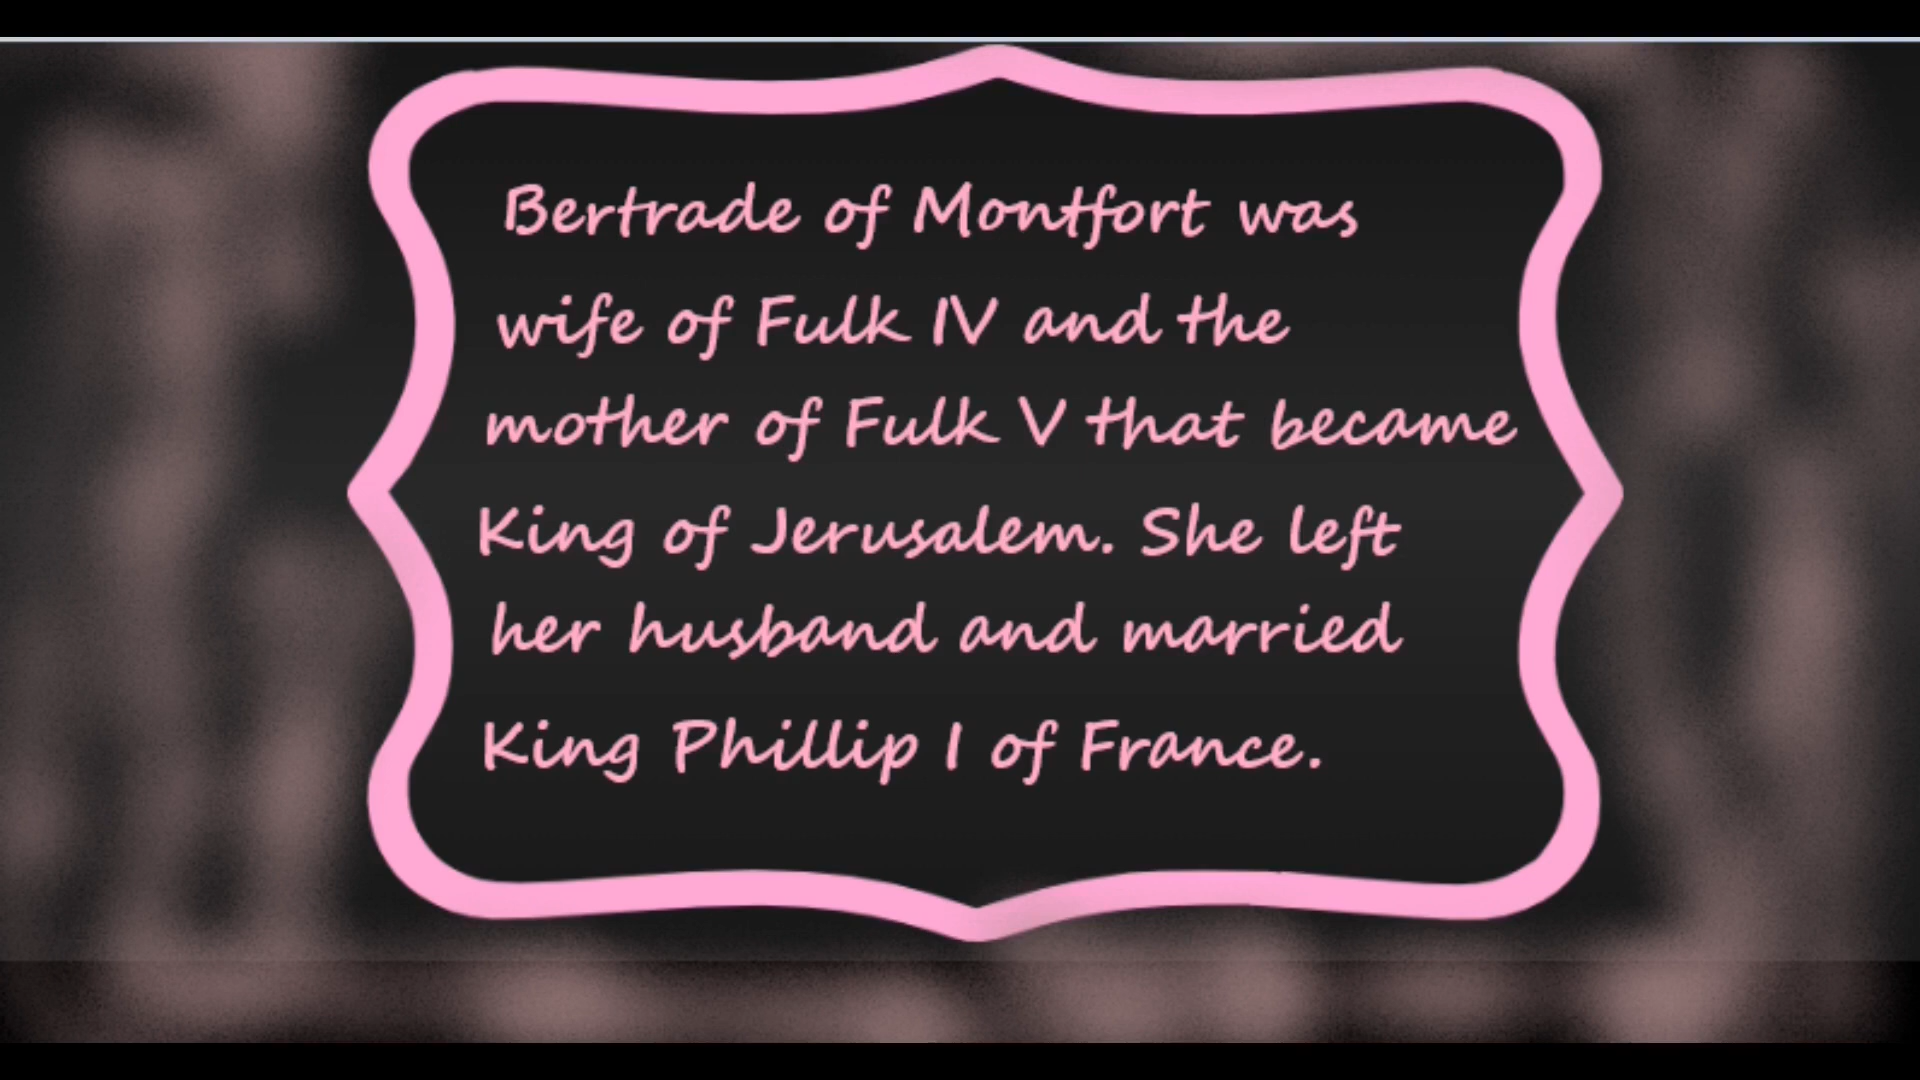 Bertrade of Montfort was
wife of Fulk IV and the
mother of Fulk V that became
King of Jerusalem. She left
her husband and married
King Phillip I of France.